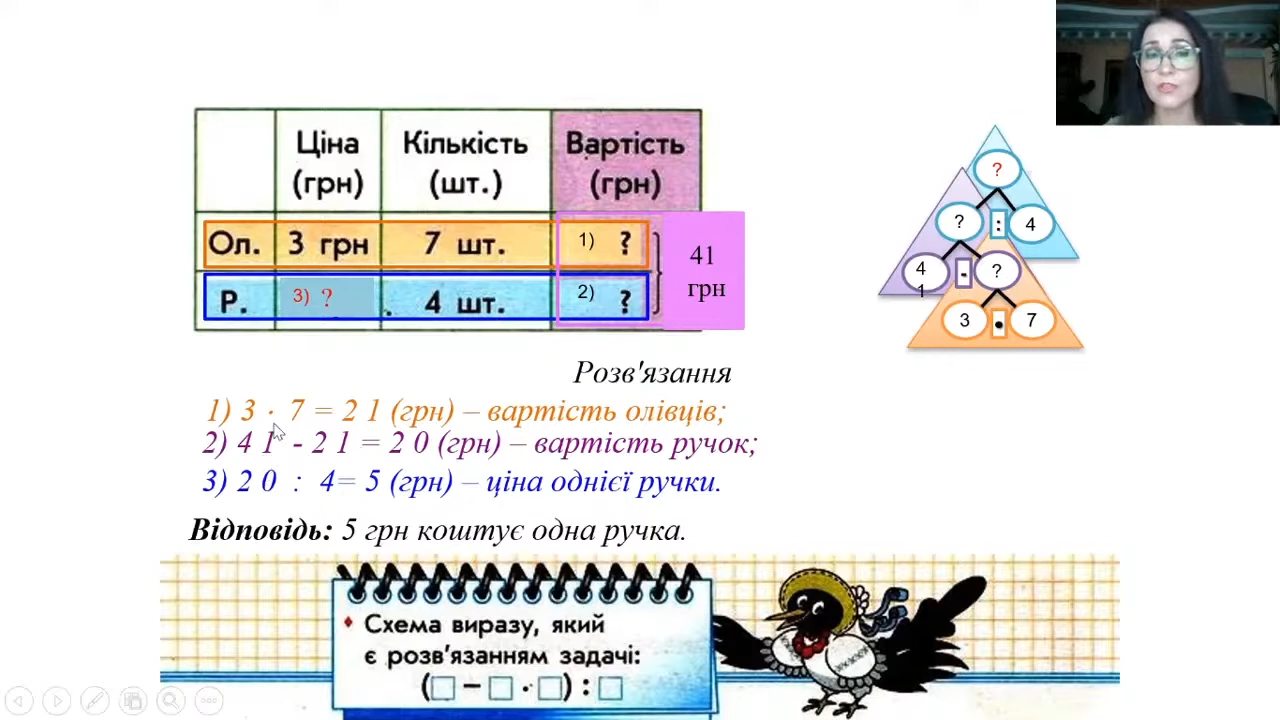 Ціна (грн)
Кількість (шт.)
Вартість (грн)
Ол. 3 грн 7 шт. 1) ?
Р. 3) ? . 4 шт. 2) ?
41 грн
?
? : 4
41 - ?
3 • 7
Розв'язання
1) 3 · 7 = 2 1 (грн) – вартість олівців;
2) 4 1 - 2 1 = 2 0 (грн) – вартість ручок;
3) 2 0 : 4= 5 (грн) – ціна однієї ручки.
Відповідь: 5 грн коштує одна ручка.
Схема виразу, який
є розв'язанням задачі:
(□ – □ · □) : □